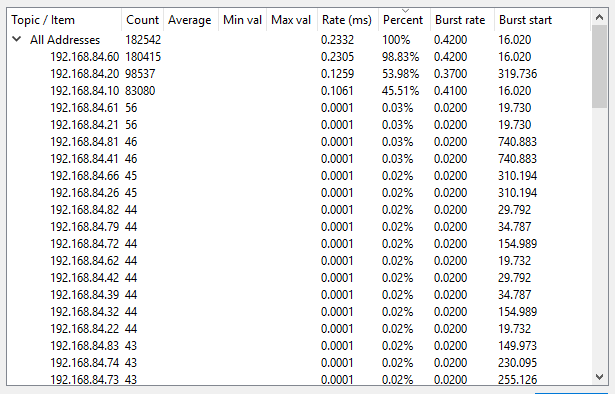 Topic / Item Count Average Min val Max val Rate (ms) Percent Burst rate Burst start
All Addresses 182542 0.2332 100% 0.4200 16.020
192.168.84.60 180415 0.2305 98.83% 0.4200 16.020
192.168.84.20 98537 0.1259 53.98% 0.3700 319.736
192.168.84.10 83080 0.1061 45.51% 0.4100 16.020
192.168.84.61 56 0.0001 0.03% 0.0200 19.730
192.168.84.21 56 0.0001 0.03% 0.0200 19.730
192.168.84.81 46 0.0001 0.03% 0.0200 740.883
192.168.84.41 46 0.0001 0.03% 0.0200 740.883
192.168.84.66 45 0.0001 0.02% 0.0200 310.194
192.168.84.26 45 0.0001 0.02% 0.0200 310.194
192.168.84.82 44 0.0001 0.02% 0.0200 29.792
192.168.84.79 44 0.0001 0.02% 0.0200 34.787
192.168.84.72 44 0.0001 0.02% 0.0200 154.989
192.168.84.62 44 0.0001 0.02% 0.0200 19.732
192.168.84.42 44 0.0001 0.02% 0.0200 29.792
192.168.84.39 44 0.0001 0.02% 0.0200 34.787
192.168.84.32 44 0.0001 0.02% 0.0200 154.989
192.168.84.22 44 0.0001 0.02% 0.0200 19.732
192.168.84.83 43 0.0001 0.02% 0.0200 149.973
192.168.84.74 43 0.0001 0.02% 0.0200 230.095
192.168.84.73 43 0.0001 0.02% 0.0200 255.126